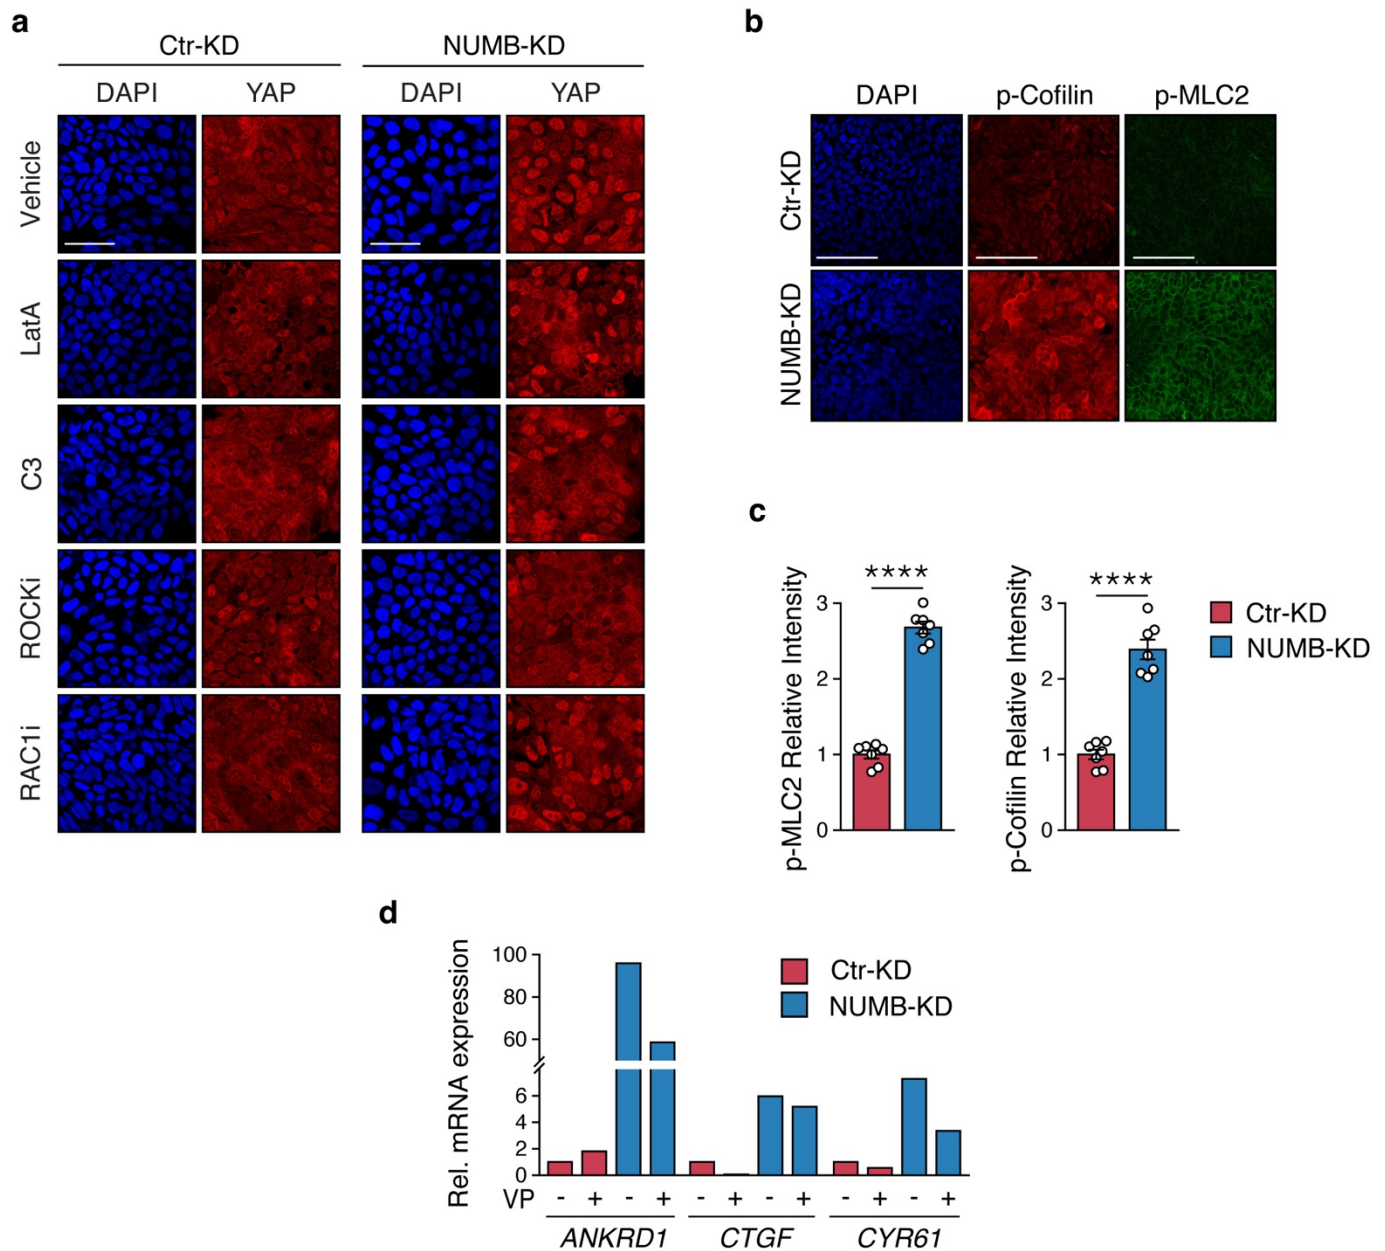 a
Ctr-KD NUMB-KD
DAPI YAP DAPI YAP
Vehicle
LatA
C3
ROCKi
RAC1i
b
DAPI p-Cofilin p-MLC2
Ctr-KD
NUMB-KD
c
p-MLC2 Relative Intensity
3
2
1
0
****
p-Cofilin Relative Intensity
3
2
1
0
****
Ctr-KD
NUMB-KD
d
Rel. mRNA expression
100
80
60
6
4
2
0
Ctr-KD
NUMB-KD
VP - + - + - + - + - + - +
ANKRD1 CTGF CYR61